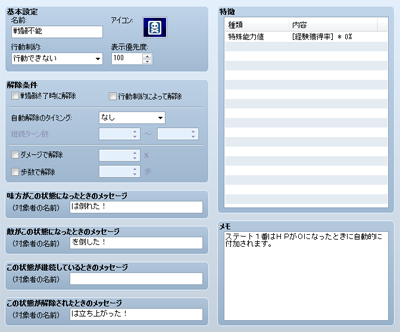 基本設定
名前:
アイコン:
戦闘不能
行動制約:
表示優先度:
行動できない
100
解除条件
戦闘終了時に解除
行動制約によって解除
自動解除のタイミング:
なし
継続ターン数:
～
ダメージで解除
%
歩数で解除
歩
味方がこの状態になったときのメッセージ
(対象者の名前)
は倒れた！
敵がこの状態になったときのメッセージ
(対象者の名前)
を倒した！
この状態が継続しているときのメッセージ
(対象者の名前)
この状態が解除されたときのメッセージ
(対象者の名前)
は立ち上がった！
特徴
種類
内容
特殊能力値
[経験獲得率] * 0%
メモ
ステート１番はＨＰが０になったときに自動的に
付加されます。